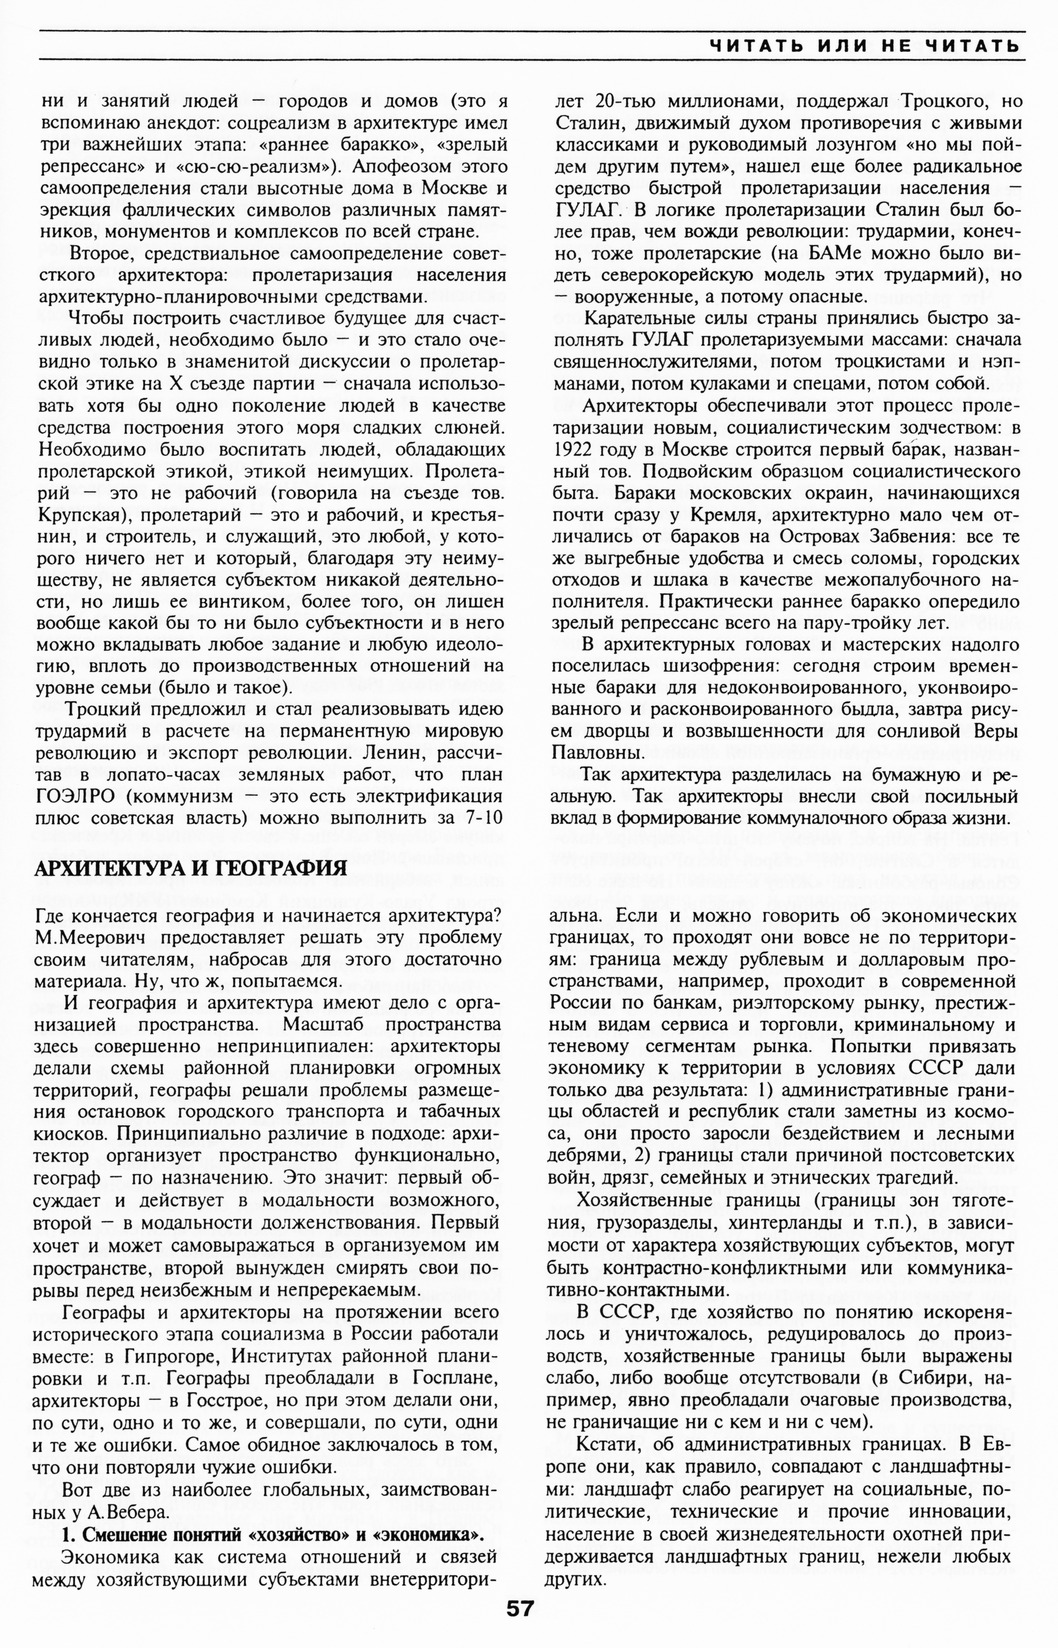 ЧИТАТЬ ИЛИ НЕ ЧИТАТЬ
ни и занятий людей — городов и домов (это я
вспоминаю анекдот: соцреализм в архитектуре имел
три важнейших этапа: «раннее баракко», «зрелый
репрессанс» и «сю-сю-реализм»). Апофеозом этого
самоопределения стали высотные дома в Москве и
эрекция фаллических символов различных памят-
ников, монументов и комплексов по всей стране.
Второе, средствиальное самоопределение совет-
сткого архитектора: пролетаризация населения
архитектурно-планировочными средствами.
Чтобы построить счастливое будущее для счаст-
ливых людей, необходимо было — и это стало оче-
видно только в знаменитой дискуссии о пролетар-
ской этике на X съезде партии — сначала использо-
вать хотя бы одно поколение людей в качестве
средства построения этого моря сладких слюней.
Необходимо было воспитать людей, обладающих
пролетарской этикой, этикой неимущих. Пролета-
рий — это не рабочий (говорила на съезде тов.
Крупская), пролетарий — это и рабочий, и крестья-
нин, и строитель, и служащий, это любой, у кото-
рого ничего нет и который, благодаря эту неиму-
ществу, не является субъектом никакой деятельно-
сти, но лишь ее винтиком, более того, он лишен
вообще какой бы то ни было субъектности и в него
можно вкладывать любое задание и любую идеоло-
гию, вплоть до производственных отношений на
уровне семьи (было и такое).
Троцкий предложил и стал реализовывать идею
трудармий в расчете на перманентную мировую
революцию и экспорт революции. Ленин, рассчи-
тав в лопато-часах земляных работ, что план
ГОЭЛРО (коммунизм — это есть электрификация
плюс советская власть) можно выполнить за 7-10
лет 20-тью миллионами, поддержал Троцкого, но
Сталин, движимый духом противоречия с живыми
классиками и руководимый лозунгом «но мы пой-
дем другим путем», нашел еще более радикальное
средство быстрой пролетаризации населения —
ГУЛАГ. В логике пролетаризации Сталин был бо-
лее прав, чем вожди революции: трудармии, конеч-
но, тоже пролетарские (на БАМе можно было ви-
деть северокорейскую модель этих трудармий), но
— вооруженные, а потому опасные.
Карательные силы страны принялись быстро за-
полнять ГУЛАГ пролетаризуемыми массами: сначала
священнослужителями, потом троцкистами и нэп-
манами, потом кулаками и спецами, потом собой.
Архитекторы обеспечивали этот процесс проле-
таризации новым, социалистическим зодчеством: в
1922 году в Москве строится первый барак, назван-
ный тов. Подвойским образцом социалистического
быта. Бараки московских окраин, начинающихся
почти сразу у Кремля, архитектурно мало чем от-
личались от бараков на Островах Забвения: все те
же выгребные удобства и смесь соломы, городских
отходов и шлака в качестве межопалубочного на-
полнителя. Практически раннее баракко опередило
зрелый репрессанс всего на пару-тройку лет.
В архитектурных головах и мастерских надолго
поселилась шизофрения: сегодня строим времен-
ные бараки для недоконвоированного, уконвоиро-
ванного и расконвоированного быдла, завтра рису-
ем дворцы и возвышенности для сонливой Веры
Павловны.
Так архитектура разделилась на бумажную и ре-
альную. Так архитекторы внесли свой посильный
вклад в формирование коммуналочного образа жизни.
АРХИТЕКТУРА И ГЕОГРАФИЯ
Где кончается география и начинается архитектура?
М.Меерович предоставляет решать эту проблему
своим читателям, набросав для этого достаточно
материала. Ну, что ж, попытаемся.
И география и архитектура имеют дело с орга-
низацией пространства. Масштаб пространства
здесь совершенно непринципиален: архитекторы
делали схемы районной планировки огромных
территорий, географы решали проблемы размеще-
ния остановок городского транспорта и табачных
киосков. Принципиально различие в подходе: архи-
тектор организует пространство функционально,
географ — по назначению. Это значит: первый об-
суждает и действует в модальности возможного,
второй — в модальности долженствования. Первый
хочет и может самовыражаться в организуемом им
пространстве, второй вынужден смирять свои по-
рывы перед неизбежным и непререкаемым.
Географы и архитекторы на протяжении всего
исторического этапа социализма в России работали
вместе: в Гипрогоре, Институтах районной плани-
ровки и т.п. Географы преобладали в Госплане,
архитекторы — в Госстрое, но при этом делали они,
по сути, одно и то же, и совершали, по сути, одни
и те же ошибки. Самое обидное заключалось в том,
что они повторяли чужие ошибки.
Вот две из наиболее глобальных, заимствован-
ных у А.Вебера.
1. Смешение понятий «хозяйство» и «экономика».
Экономика как система отношений и связей
между хозяйствующими субъектами внетерритори-
альна. Если и можно говорить об экономических
границах, то проходят они вовсе не по территори-
ям: граница между рублевым и долларовым про-
странствами, например, проходит в современной
России по банкам, риэлторскому рынку, престиж-
ным видам сервиса и торговли, криминальному и
теневому сегментам рынка. Попытки привязать
экономику к территории в условиях СССР дали
только два результата: 1) административные грани-
цы областей и республик стали заметны из космо-
са, они просто заросли бездействием и лесными
дебрями, 2) границы стали причиной постсоветских
войн, дрязг, семейных и этнических трагедий.
Хозяйственные границы (границы зон тяготе-
ния, грузоразделы, хинтерланды и т.п.), в зависи-
мости от характера хозяйствующих субъектов, могут
быть контрастно-конфликтными или коммуника-
тивно-контактными.
В СССР, где хозяйство по понятию искореня-
лось и уничтожалось, редуцировалось до произ-
водств, хозяйственные границы были выражены
слабо, либо вообще отсутствовали (в Сибири, на-
пример, явно преобладали очаговые производства,
не граничащие ни с кем и ни с чем).
Кстати, об административных границах. В Ев-
ропе они, как правило, совпадают с ландшафтны-
ми: ландшафт слабо реагирует на социальные, по-
литические, технические и прочие инновации,
население в своей жизнедеятельности охотней при-
держивается ландшафтных границ, нежели любых
других.
57